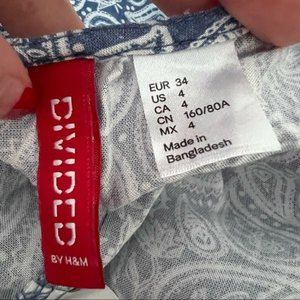 DIVIDED
BY H&M
EUR 34
US 4
CA 4
CN 160/80A
MX 4
Made in
Bangladesh